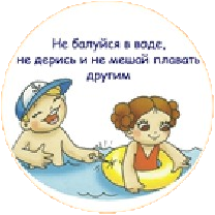 Не балуйся в воде,
не дерись и не мешай плавать
другим